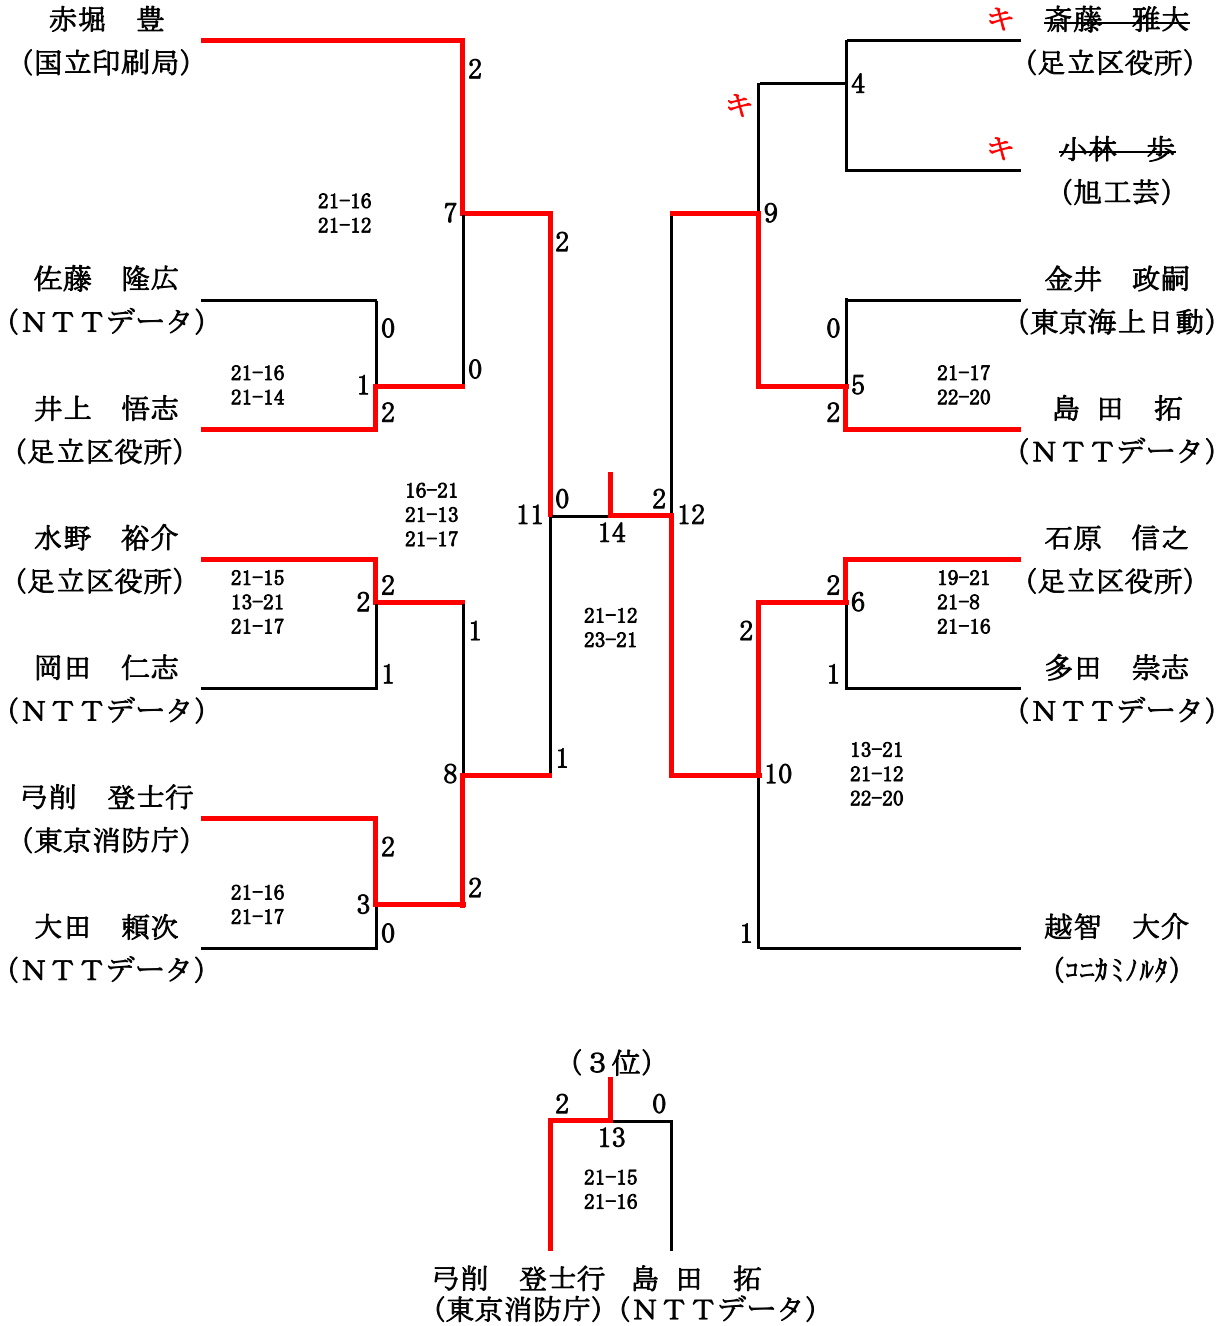 赤堀　豊
（国立印刷局）
2
21-16
21-12
7
2
佐藤　隆広
（ＮＴＴデータ）
0
0
21-16
21-14
1
井上　悟志
（足立区役所）
2
16-21
21-13
21-17
11
0
水野　裕介
（足立区役所）
21-15
13-21
21-17
2
2
1
岡田　仁志
（ＮＴＴデータ）
1
8
1
弓削　登士行
（東京消防庁）
2
21-16
21-17
3
2
大田　頼次
（ＮＴＴデータ）
0
14
21-12
23-21
キ
斎藤　雅大
（足立区役所）
4
キ
キ
小林　歩
（旭工芸）
9
金井　政嗣
（東京海上日動）
0
5
21-17
22-20
2
島　田　拓
（ＮＴＴデータ）
2
12
石原　信之
（足立区役所）
2
6
19-21
21-8
21-16
2
1
多田　崇志
（ＮＴＴデータ）
10
13-21
21-12
22-20
1
越智　大介
（ｺﾆｶﾐﾉﾙﾀ）
（３位）
2
0
13
21-15
21-16
弓削　登士行　島　田　拓
（東京消防庁）（ＮＴＴデータ）